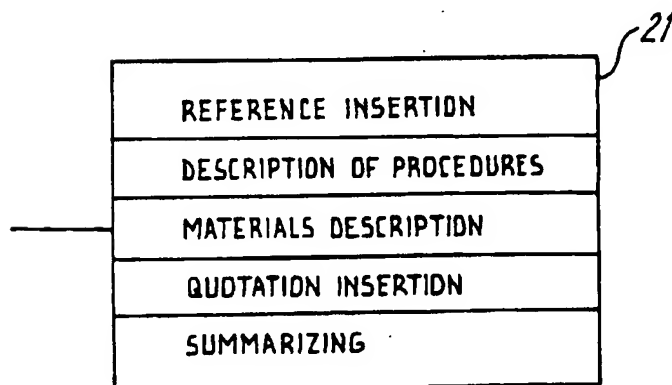 21
REFERENCE INSERTION
DESCRIPTION OF PROCEDURES
MATERIALS DESCRIPTION
QUOTATION INSERTION
SUMMARIZING